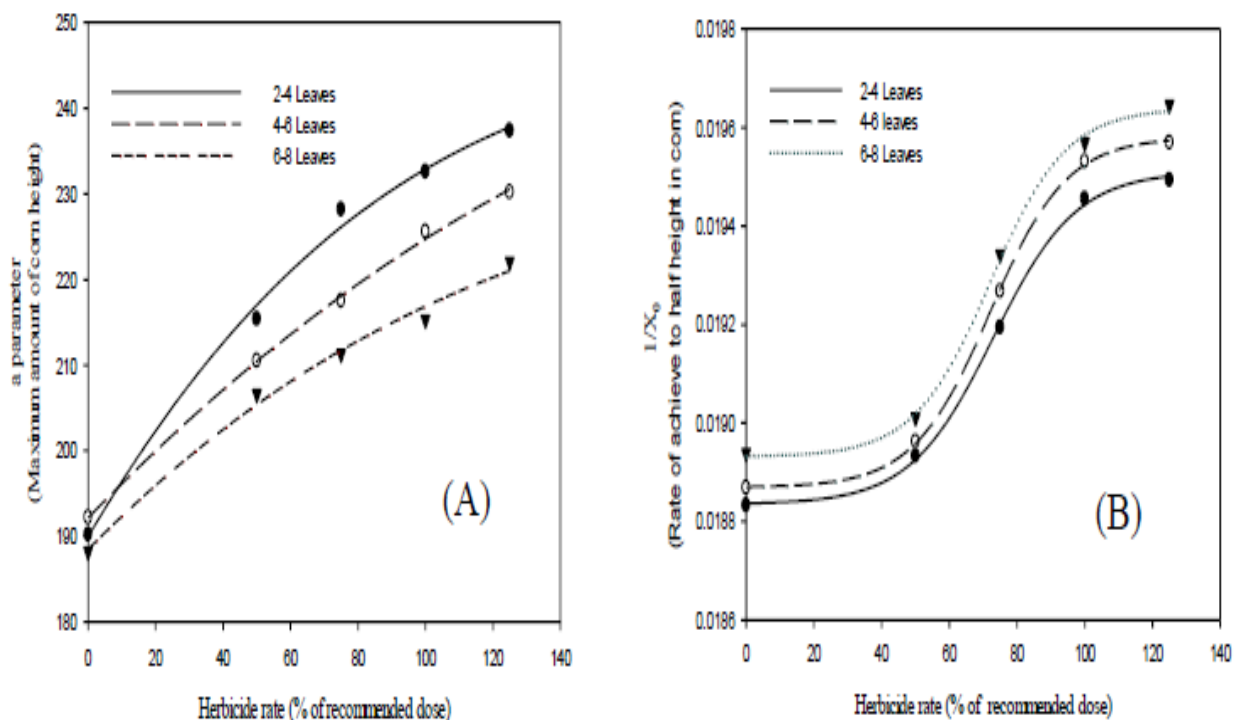 250
240
230
220
210
200
190
180
0
20
40
60
80
100
120
140
a parameter
(Maximum amount of corn height)
2-4 Leaves
4-6 Leaves
6-8 Leaves
(A)
Herbicide rate (% of recommended dose)
0.0198
0.0196
0.0194
0.0192
0.0190
0.0188
0.0186
0
20
40
60
80
100
120
140
1/X₀
(Rate of achieve to half height in corn)
2-4 Leaves
4-6 leaves
6-8 Leaves
(B)
Herbicide rate (% of recommended dose)